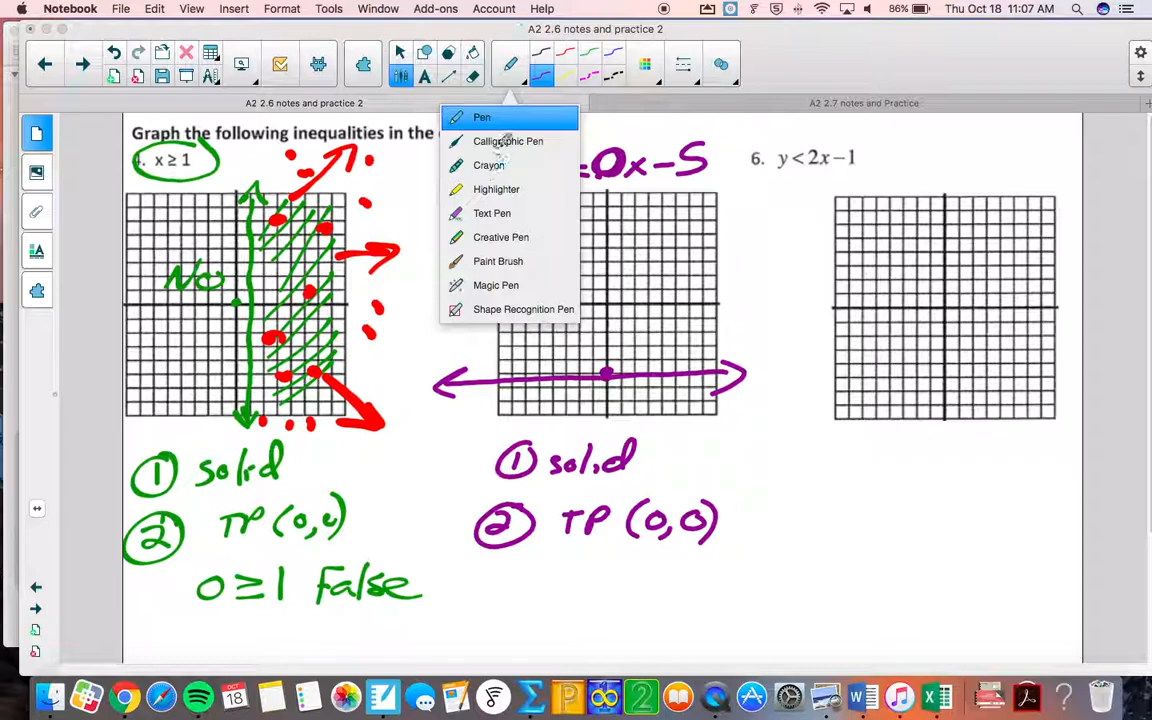 Notebook File Edit View Insert Format Tools Window Add-ons Account Help 86% Thu Oct 18 11:07 AM
A2 2.6 notes and practice 2
A2 2.6 notes and practice 2
A2 2.7 notes and Practice
Graph the following inequalities in the
4. x ≥ 1
=0x-5
6. y<2x-1
Pen
Calligraphic Pen
Crayon
Highlighter
Text Pen
Creative Pen
Paint Brush
Magic Pen
Shape Recognition Pen
NO
① solid
② TP (0,0)
0≥1 False
① solid
② TP (0,0)
OCT
18